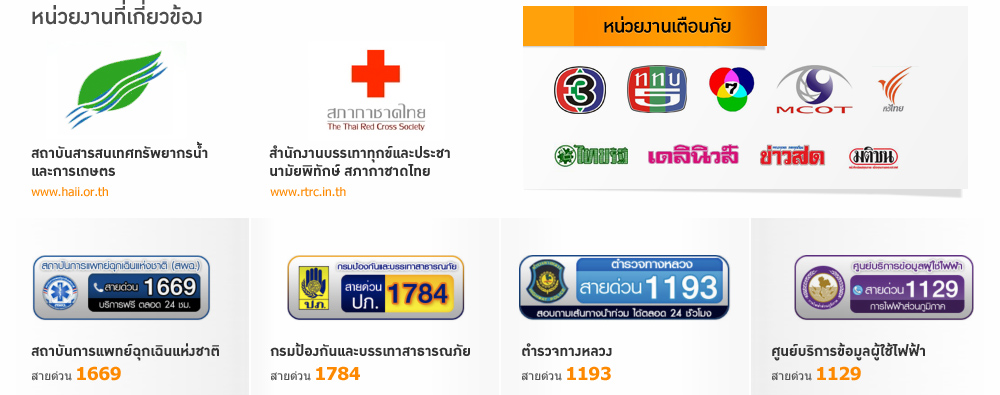 หน่วยงานที่เกี่ยวข้อง
สภากาชาดไทย
The Thai Red Cross Society
สถาบันสารสนเทศทรัพยากรน้ำ
และการเกษตร
www.haii.or.th
สำนักงานบรรเทาทุกข์และประชา
นามัยพิทักษ์ สภากาชาดไทย
www.rtrc.in.th
หน่วยงานเตือนภัย
3
ททบ
5
7
MCOT
ทีวีไทย
ไทยรัฐ
เดลินิวส์
ข่าวสด
มติชน
สถาบันการแพทย์ฉุกเฉินแห่งชาติ (สพฉ.)
สายด่วน 1669
บริการฟรี ตลอด 24 ชม.
สถาบันการแพทย์ฉุกเฉินแห่งชาติ
สายด่วน 1669
กรมป้องกันและบรรเทาสาธารณภัย
ปภ.
สายด่วน
ปภ. 1784
กรมป้องกันและบรรเทาสาธารณภัย
สายด่วน 1784
ตำรวจทางหลวง
สายด่วน 1193
สอบถามเส้นทางน้ำท่วม ได้ตลอด 24 ชั่วโมง
ตำรวจทางหลวง
สายด่วน 1193
ศูนย์บริการข้อมูลผู้ใช้ไฟฟ้า
สายด่วน 1129
การไฟฟ้าส่วนภูมิภาค
ศูนย์บริการข้อมูลผู้ใช้ไฟฟ้า
สายด่วน 1129